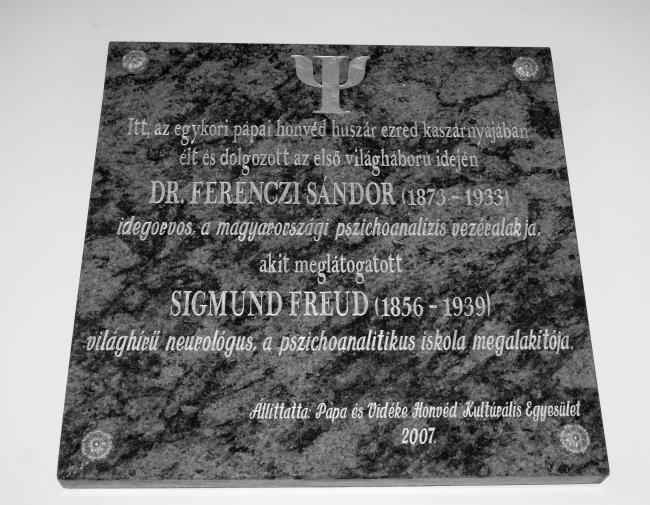 Ψ
Itt, az egykori pápai honvéd huszár ezred kaszárnyájában
élt és dolgozott az első világháború idején
DR. FERENCZI SÁNDOR (1873 - 1933)
idegorvos, a magyarországi pszichoanalízis vezéralakja,
akit meglátogatott
SIGMUND FREUD (1856 - 1939)
világhírű neurológus, a pszichoanalitikus iskola megalakítója.
Állíttatta: Pápa és Vidéke Honvéd Kultúrális Egyesület
2007.